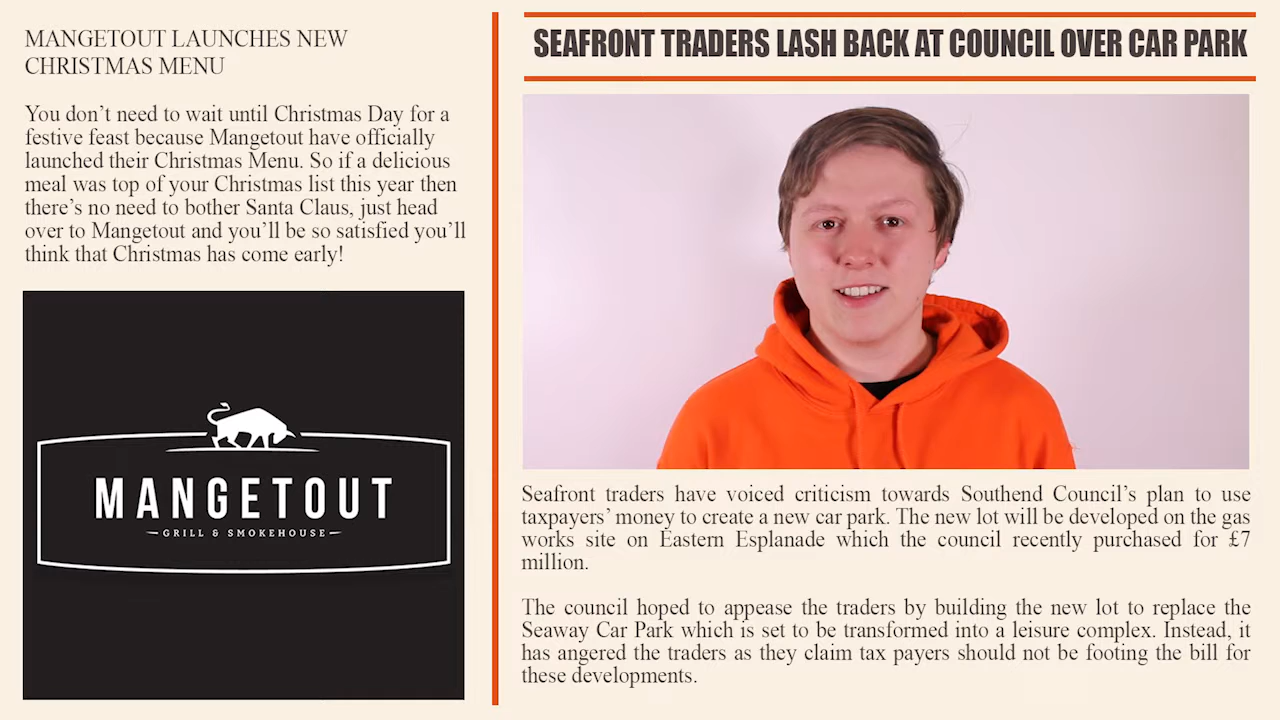 MANGETOUT LAUNCHES NEW
CHRISTMAS MENU
You don’t need to wait until Christmas Day for a
festive feast because Mangetout have officially
launched their Christmas Menu. So if a delicious
meal was top of your Christmas list this year then
there’s no need to bother Santa Claus, just head
over to Mangetout and you’ll be so satisfied you’ll
think that Christmas has come early!
MANGETOUT
GRILL & SMOKEHOUSE
SEAFRONT TRADERS LASH BACK AT COUNCIL OVER CAR PARK
Seafront traders have voiced criticism towards Southend Council’s plan to use
taxpayers’ money to create a new car park. The new lot will be developed on the gas
works site on Eastern Esplanade which the council recently purchased for £7
million.
The council hoped to appease the traders by building the new lot to replace the
Seaway Car Park which is set to be transformed into a leisure complex. Instead, it
has angered the traders as they claim tax payers should not be footing the bill for
these developments.